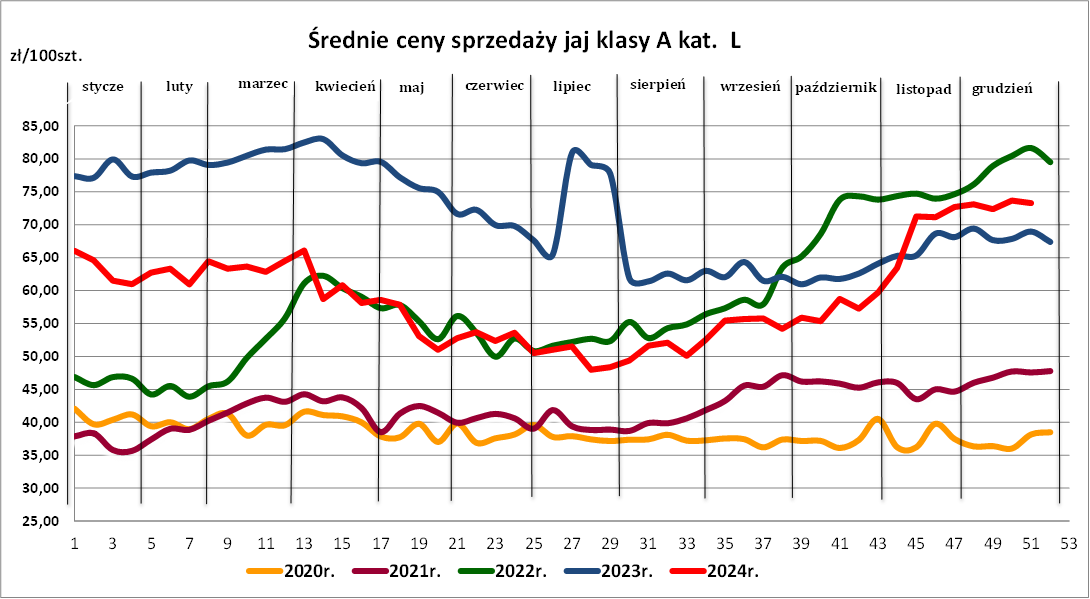 Średnie ceny sprzedaży jaj klasy A kat. L
zł/100szt.
stycze luty marzec kwiecień maj czerwiec lipiec sierpień wrzesień październik listopad grudzień
85,00
80,00
75,00
70,00
65,00
60,00
55,00
50,00
45,00
40,00
35,00
30,00
25,00
1 3 5 7 9 11 13 15 17 19 21 23 25 27 29 31 33 35 37 39 41 43 45 47 49 51 53
2020r. 2021r. 2022r. 2023r. 2024r.